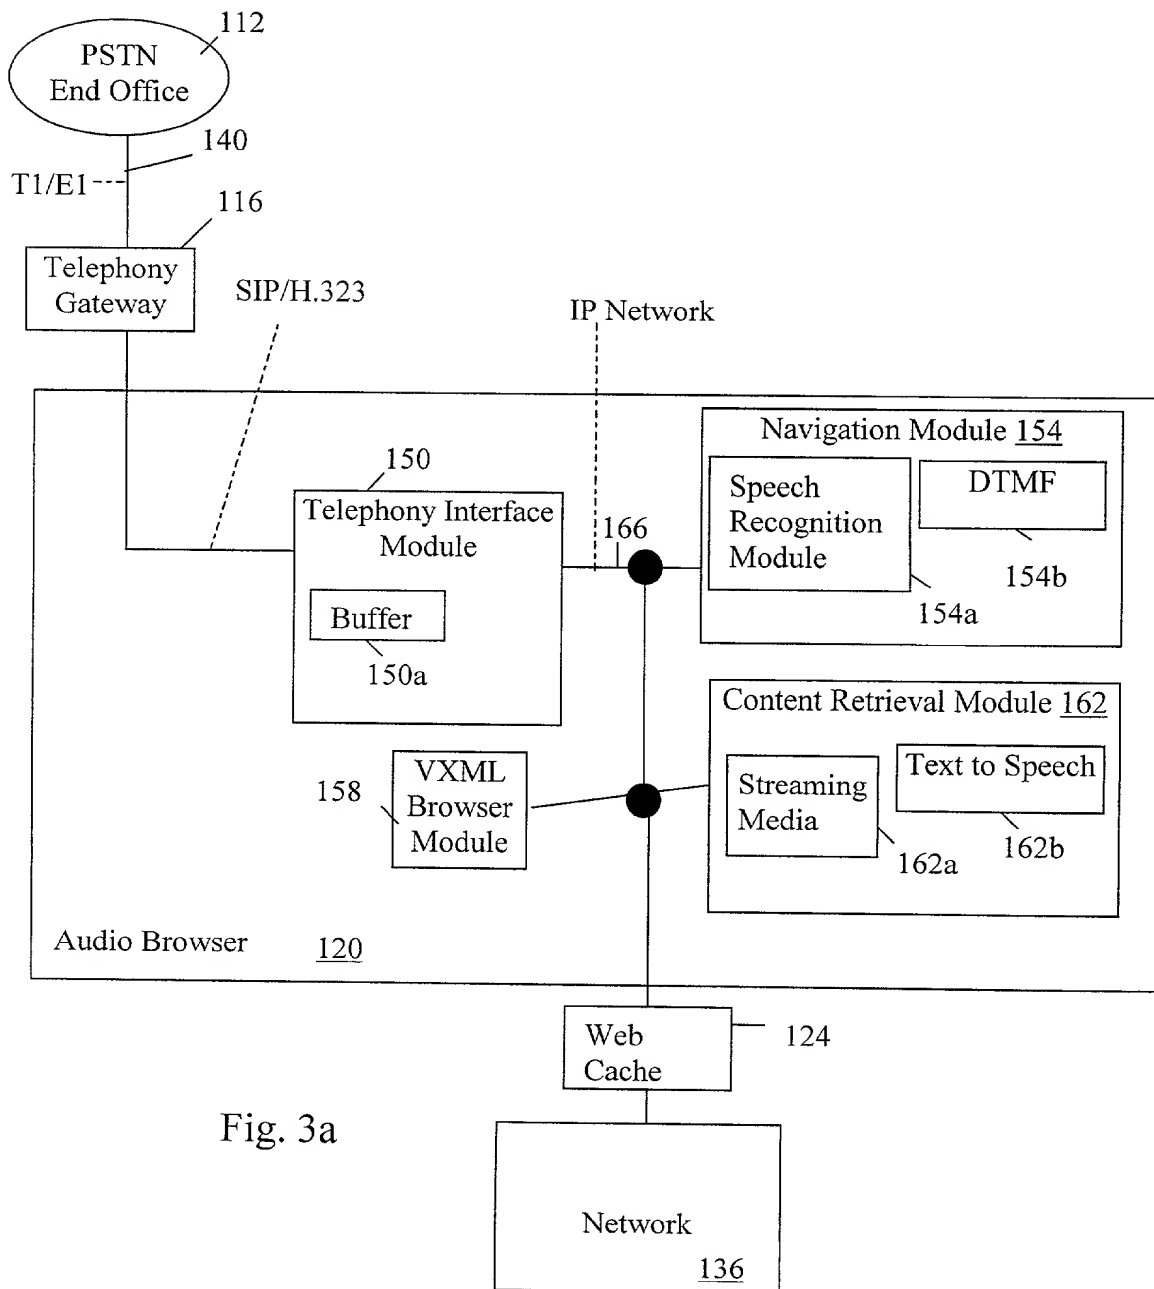 112
PSTN
End Office
140
T1/E1
116
Telephony
Gateway
SIP/H.323
IP Network
Navigation Module 154
150
Telephony Interface
Module
Speech
Recognition
Module
DTMF
166
154b
154a
Buffer
150a
Content Retrieval Module 162
VXML
Browser
Module
158
Streaming
Media
Text to Speech
162b
162a
Audio Browser 120
Web
Cache
124
Fig. 3a
Network
136